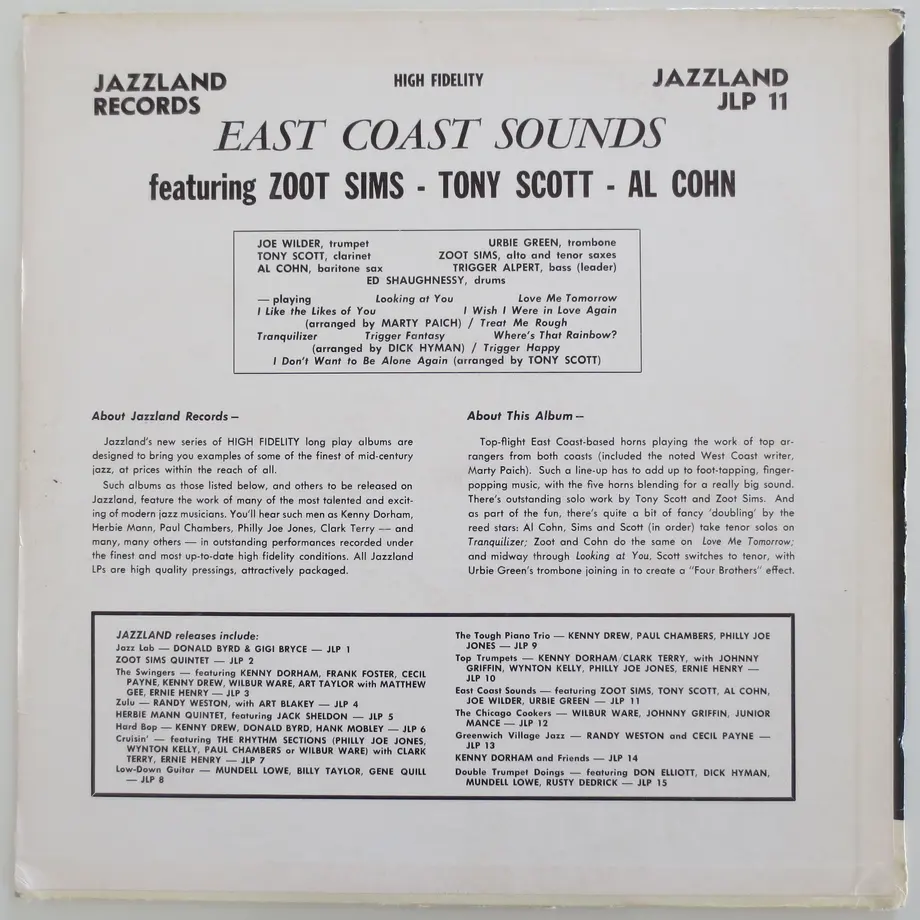 JAZZLAND RECORDS
HIGH FIDELITY
JAZZLAND JLP 11
EAST COAST SOUNDS
featuring ZOOT SIMS - TONY SCOTT - AL COHN
JOE WILDER, trumpet URBIE GREEN, trombone
TONY SCOTT, clarinet ZOOT SIMS, alto and tenor saxes
AL COHN, baritone sax TRIGGER ALPERT, bass (leader)
ED SHAUGHNESSY, drums
— playing Looking at You Love Me Tomorrow
I Like the Likes of You I Wish I Were in Love Again
(arranged by MARTY PAICH) / Treat Me Rough
Tranquilizer Trigger Fantasy Where's That Rainbow?
(arranged by DICK HYMAN) / Trigger Happy
I Don't Want to Be Alone Again (arranged by TONY SCOTT)
About Jazzland Records —
Jazzland's new series of HIGH FIDELITY long play albums are
designed to bring you examples of some of the finest of mid-century
jazz, at prices within the reach of all.
Such albums as those listed below, and others to be released on
Jazzland, feature the work of many of the most talented and excit-
ing of modern jazz musicians. You'll hear such men as Kenny Dorham,
Herbie Mann, Paul Chambers, Philly Joe Jones, Clark Terry — and
many, many others — in outstanding performances recorded under
the finest and most up-to-date high fidelity conditions. All Jazzland
LPs are high quality pressings, attractively packaged.
About This Album —
Top-flight East Coast-based horns playing the work of top ar-
rangers from both coasts (included the noted West Coast writer,
Marty Paich). Such a line-up has to add up to foot-tapping, finger-
popping music, with the five horns blending for a really big sound.
There's outstanding solo work by Tony Scott and Zoot Sims. And
as part of the fun, there's quite a bit of fancy 'doubling' by the
reed stars: Al Cohn, Sims and Scott (in order) take tenor solos on
Tranquilizer; Zoot and Cohn do the same on Love Me Tomorrow;
and midway through Looking at You, Scott switches to tenor, with
Urbie Green's trombone joining in to create a "Four Brothers" effect.
JAZZLAND releases include:
Jazz Lab — DONALD BYRD & GIGI BRYCE — JLP 1
ZOOT SIMS QUINTET — JLP 2
The Swingers — featuring KENNY DORHAM, FRANK FOSTER, CECIL
PAYNE, KENNY DREW, WILBUR WARE, ART TAYLOR with MATTHEW
GEE, ERNIE HENRY — JLP 3
Zulu — RANDY WESTON, with ART BLAKEY — JLP 4
HERBIE MANN QUINTET, featuring JACK SHELDON — JLP 5
Hard Bop — KENNY DREW, DONALD BYRD, HANK MOBLEY — JLP 6
Cruisin' — featuring THE RHYTHM SECTIONS (PHILLY JOE JONES,
WYNTON KELLY, PAUL CHAMBERS or WILBUR WARE) with CLARK
TERRY, ERNIE HENRY — JLP 7
Low-Down Guitar — MUNDELL LOWE, BILLY TAYLOR, GENE QUILL
— JLP 8
The Tough Piano Trio — KENNY DREW, PAUL CHAMBERS, PHILLY JOE
JONES — JLP 9
Top Trumpets — KENNY DORHAM/CLARK TERRY, with JOHNNY
GRIFFIN, WYNTON KELLY, PHILLY JOE JONES, ERNIE HENRY —
JLP 10
East Coast Sounds — featuring ZOOT SIMS, TONY SCOTT, AL COHN,
JOE WILDER, URBIE GREEN — JLP 11
The Chicago Cookers — WILBUR WARE, JOHNNY GRIFFIN, JUNIOR
MANCE — JLP 12
Greenwich Village Jazz — RANDY WESTON and CECIL PAYNE —
JLP 13
KENNY DORHAM and Friends — JLP 14
Double Trumpet Doings — featuring DON ELLIOTT, DICK HYMAN,
MUNDELL LOWE, RUSTY DEDRICK — JLP 15